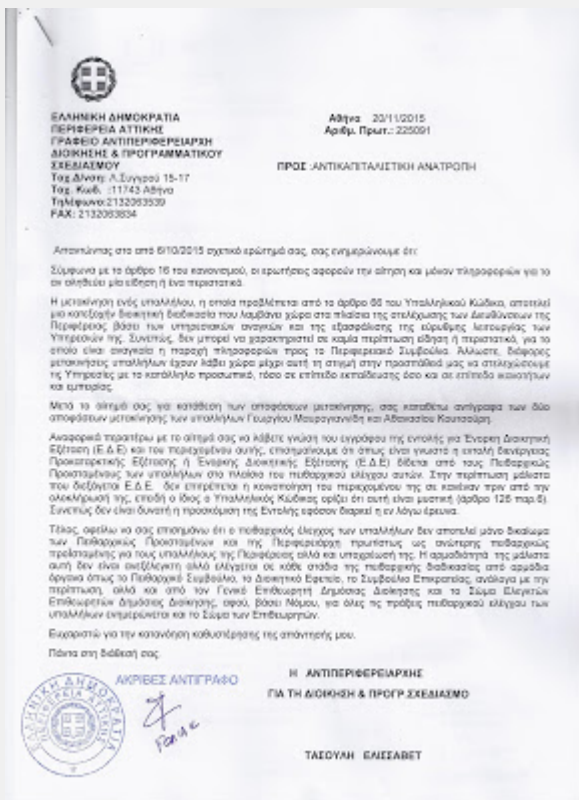 ΕΛΛΗΝΙΚΗ ΔΗΜΟΚΡΑΤΙΑ
ΠΕΡΙΦΕΡΕΙΑ ΑΤΤΙΚΗΣ
ΓΡΑΦΕΙΟ ΑΝΤΙΠΕΡΙΦΕΡΕΙΑΡΧΗ
ΔΙΟΙΚΗΣΗΣ & ΠΡΟΓΡΑΜΜΑΤΙΚΟΥ
ΣΧΕΔΙΑΣΜΟΥ
Ταχ.Δ/νση: Λ.Συγγρού 15-17
Ταχ. Κωδ. :11743 Αθήνα
Τηλέφωνο:2132063539
FAX: 2132063834
Αθήνα 20/11/2015
Αριθμ. Πρωτ.: 225091
ΠΡΟΣ :ΑΝΤΙΚΑΠΙΤΑΛΙΣΤΙΚΗ ΑΝΑΤΡΟΠΗ
Απαντώντας στο από 6/10/2015 σχετικό ερώτημά σας, σας ενημερώνουμε ότι:
Σύμφωνα με το άρθρο 16 του κανονισμού, οι ερωτήσεις αφορούν την αίτηση και μόνον πληροφοριών για το
αν αληθεύει μία είδηση ή ένα περιστατικό.
Η μετακίνηση ενός υπαλλήλου, η οποία προβλέπεται από το άρθρο 66 του Υπαλληλικού Κώδικα, αποτελεί
μια κατεξοχήν διοικητική διαδικασία που λαμβάνει χώρα στα πλαίσια της στελέχωσης των Διευθύνσεων της
Περιφέρειας βάσει των υπηρεσιακών αναγκών και της εξασφάλισης της εύρυθμης λειτουργίας των
Υπηρεσιών της. Συνεπώς, δεν μπορεί να χαρακτηριστεί σε καμία περίπτωση είδηση ή περιστατικό, για το
οποίο είναι αναγκαία η παροχή πληροφοριών προς το Περιφερειακό Συμβούλιο. Άλλωστε, διάφορες
μετακινήσεις υπαλλήλων έχουν λάβει χώρα μέχρι αυτή τη στιγμή στην προσπάθειά μας να στελεχώσουμε
τις Υπηρεσίες με το κατάλληλο προσωπικό, τόσο σε επίπεδο εκπαίδευσης όσο και σε επίπεδο ικανοτήτων
και εμπειρίας.
Μετά το αίτημά σας για κατάθεση των αποφάσεων μετακίνησης, σας καταθέτω αντίγραφα των δύο
αποφάσεων μετακίνησης των υπαλλήλων Γεωργίου Μαυρογιαννίδη και Αθανασίου Κουτσούρη.
Αναφορικά περαιτέρω με το αίτημά σας να λάβετε γνώση του εγγράφου της εντολής για Ένορκη Διοικητική
Εξέταση (Ε.Δ.Ε) και του περιεχομένου αυτής, επισημαίνουμε ότι όπως είναι γνωστό η εντολή διενέργειας
Προκαταρκτικής Εξέτασης ή Ένορκης Διοικητικής Εξέτασης (Ε.Δ.Ε) δίδεται από τους Πειθαρχικώς
Προϊσταμένους των υπαλλήλων στο πλαίσιο του πειθαρχικού ελέγχου αυτών. Στην περίπτωση μάλιστα
που διεξάγεται Ε.Δ.Ε. δεν επιτρέπεται η κοινοποίηση του περιεχομένου της σε κανέναν πριν από την
ολοκλήρωσή της, επειδή ο ίδιος ο Υπαλληλικός Κώδικας ορίζει ότι αυτή είναι μυστική (άρθρο 126 παρ.6).
Συνεπώς δεν είναι δυνατή η προσκόμιση της Εντολής εφόσον διαρκεί η εν λόγω έρευνα.
Τέλος, οφείλω να σας επισημάνω ότι ο πειθαρχικός έλεγχος των υπαλλήλων δεν αποτελεί μόνο δικαίωμα
των Πειθαρχικώς Προϊσταμένων και της Περιφερειάρχη πρωτίστως ως ανώτερης πειθαρχικώς
προϊσταμένης για τους υπαλλήλους της Περιφέρειας αλλά και υποχρέωσή της. Η αρμοδιότητά της μάλιστα
αυτή δεν είναι ανεξέλεγκτη αλλά ελέγχεται σε κάθε στάδιο της πειθαρχικής διαδικασίας από αρμόδια
όργανα όπως το Πειθαρχικό Συμβούλιο, το Διοικητικό Εφετείο, το Συμβούλιο Επικρατείας, ανάλογα με την
περίπτωση, αλλά και από τον Γενικό Επιθεωρητή Δημόσιας Διοίκησης και το Σώμα Ελεγκτών
Επιθεωρητών Δημόσιας Διοίκησης, αφού, βάσει Νόμου, για όλες τις πράξεις πειθαρχικού ελέγχου των
υπαλλήλων ενημερώνεται και το Σώμα των Επιθεωρητών.
Ευχαριστώ για την κατανόηση καθυστέρησης της απάντησής μου.
Πάντα στη διάθεσή σας.
ΑΚΡΙΒΕΣ ΑΝΤΙΓΡΑΦΟ
Η ΑΝΤΙΠΕΡΙΦΕΡΕΙΑΡΧΗΣ
ΓΙΑ ΤΗ ΔΙΟΙΚΗΣΗ & ΠΡΟΓΡ.ΣΧΕΔΙΑΣΜΟ
ΤΑΣΟΥΛΗ ΕΛΙΣΣΑΒΕΤ
ΕΛΛΗΝΙΚΗ ΔΗΜΟΚΡΑΤΙΑ
ΠΕΡΙΦΕΡΕΙΑ ΑΤΤΙΚΗΣ